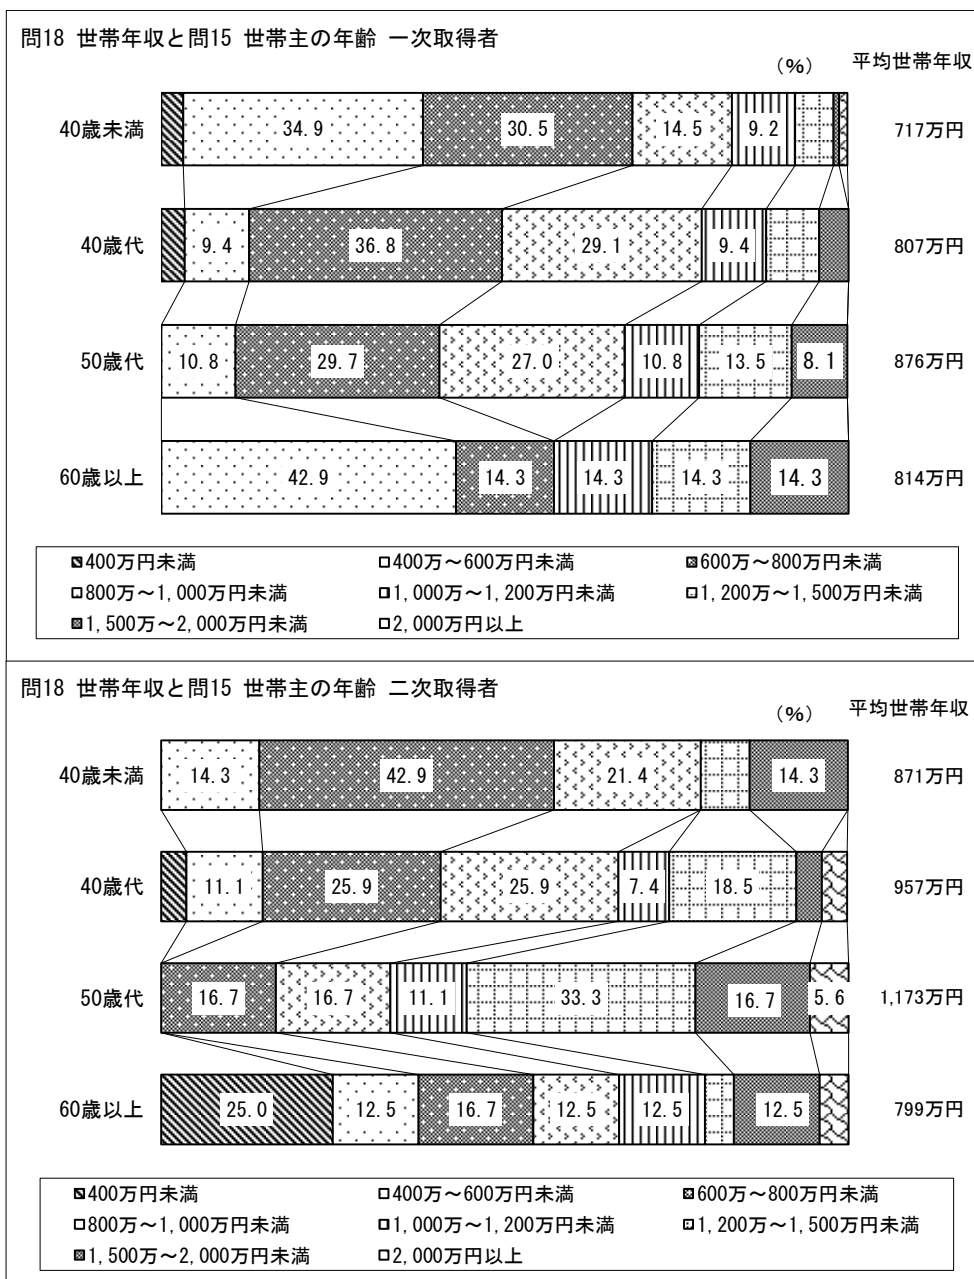 問18 世帯年収と問15 世帯主の年齢 一次取得者
(%) 平均世帯年収
40歳未満 34.9 30.5 14.5 9.2 717万円
40歳代 9.4 36.8 29.1 9.4 807万円
50歳代 10.8 29.7 27.0 10.8 13.5 8.1 876万円
60歳以上 42.9 14.3 14.3 14.3 14.3 814万円
400万円未満 400万～600万円未満 600万～800万円未満
800万～1,000万円未満 1,000万～1,200万円未満 1,200万～1,500万円未満
1,500万～2,000万円未満 2,000万円以上
問18 世帯年収と問15 世帯主の年齢 二次取得者
(%) 平均世帯年収
40歳未満 14.3 42.9 21.4 14.3 871万円
40歳代 11.1 25.9 25.9 7.4 18.5 957万円
50歳代 16.7 16.7 11.1 33.3 16.7 5.6 1,173万円
60歳以上 25.0 12.5 16.7 12.5 12.5 12.5 799万円
400万円未満 400万～600万円未満 600万～800万円未満
800万～1,000万円未満 1,000万～1,200万円未満 1,200万～1,500万円未満
1,500万～2,000万円未満 2,000万円以上